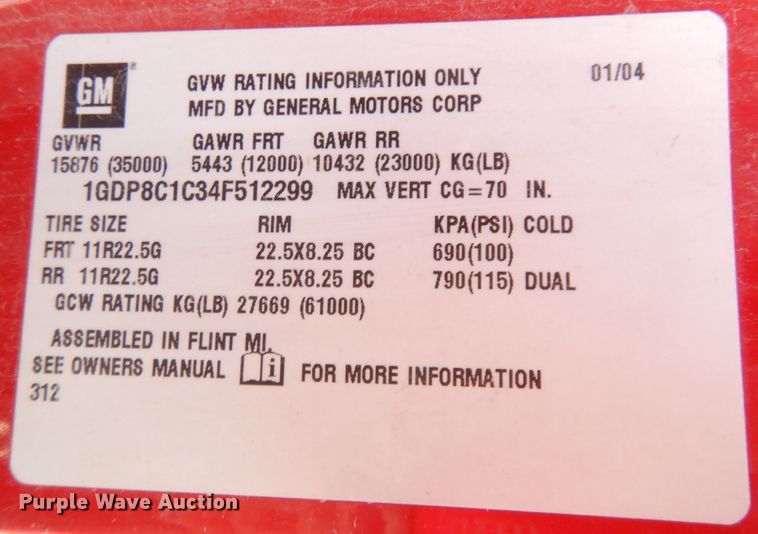 GM ® GVW RATING INFORMATION ONLY 01/04
MFD BY GENERAL MOTORS CORP
GVWR GAWR FRT GAWR RR
15876 (35000) 5443 (12000) 10432 (23000) KG(LB)
1GDP8C1C34F512299 MAX VERT CG=70 IN.
TIRE SIZE RIM KPA(PSI) COLD
FRT 11R22.5G 22.5X8.25 BC 690(100)
RR 11R22.5G 22.5X8.25 BC 790(115) DUAL
GCW RATING KG(LB) 27669 (61000)
ASSEMBLED IN FLINT MI.
SEE OWNERS MANUAL i FOR MORE INFORMATION
312
Purple Wave Auction